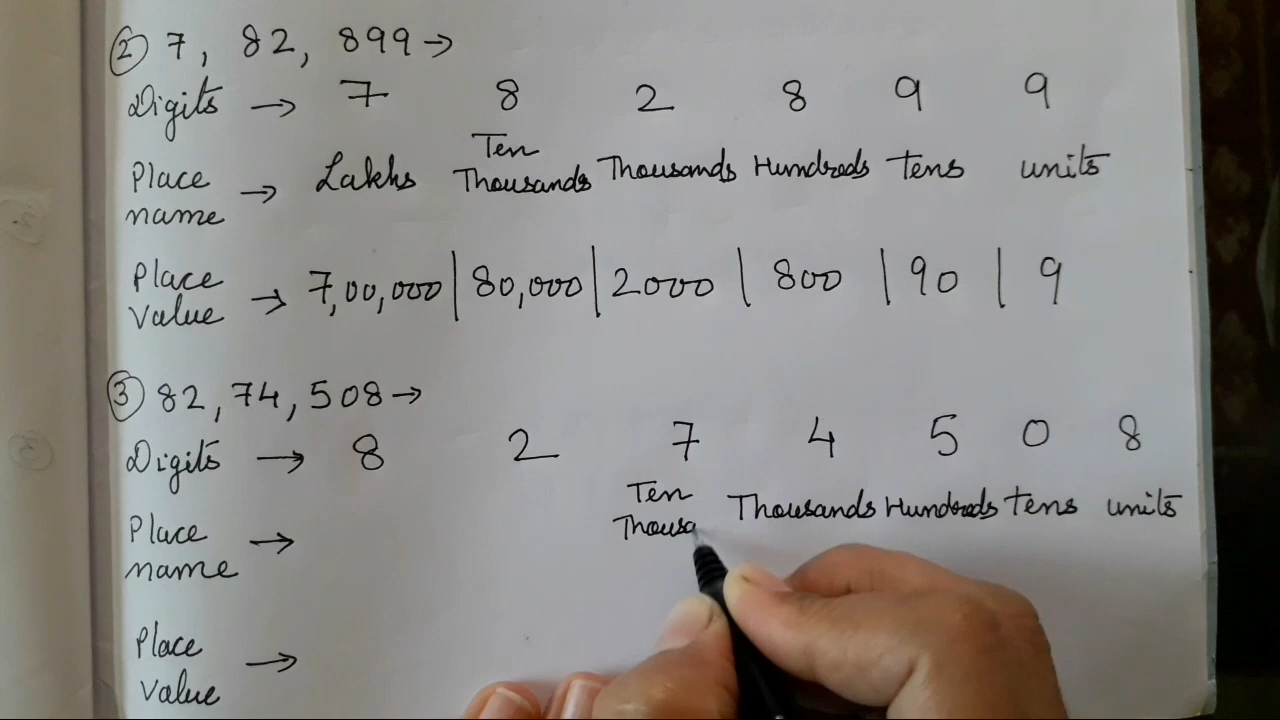 ② 7, 82, 899 →
Digits → 7 8 2 8 9 9
Place name → Lakhs Ten Thousands Thousands Hundreds tens units
Place Value → 7,00,000 | 80,000 | 2000 | 800 | 90 | 9
③ 82, 74, 508 →
Digits → 8 2 7 4 5 0 8
Place name → Ten Thousa Thousands Hundreds tens units
Place Value →